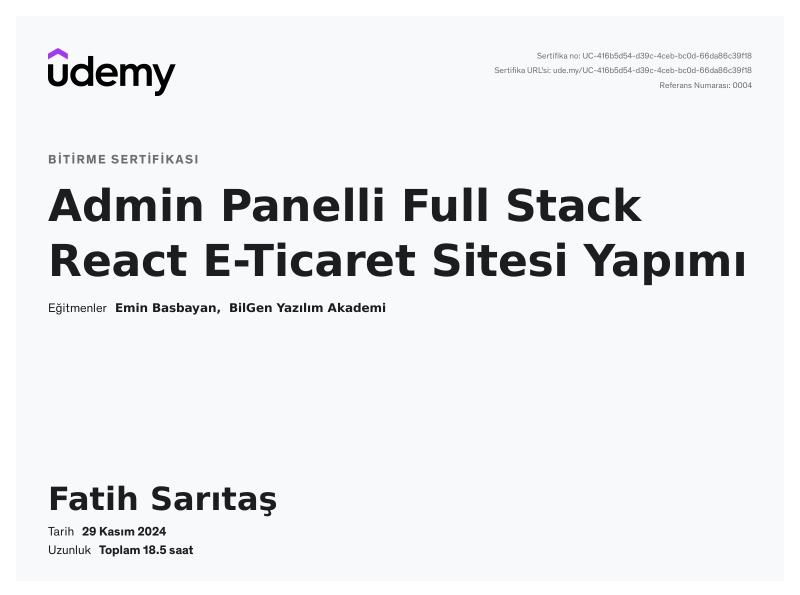 udemy
Sertifika no: UC-416b5d54-d39c-4ceb-bc0d-66da86c39f18
Sertifika URL'si: ude.my/UC-416b5d54-d39c-4ceb-bc0d-66da86c39f18
Referans Numarası: 0004
BİTİRME SERTİFİKASI
Admin Panelli Full Stack
React E-Ticaret Sitesi Yapımı
Eğitmenler Emin Basbayan, BilGen Yazılım Akademi
Fatih Sarıtaş
Tarih 29 Kasım 2024
Uzunluk Toplam 18.5 saat